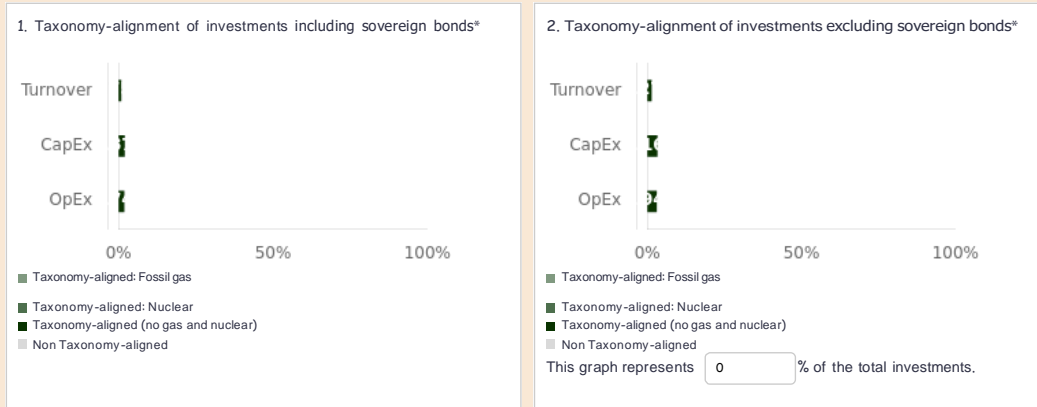 1. Taxonomy-alignment of investments including sovereign bonds*
Turnover
CapEx
OpEx
0% 50% 100%
Taxonomy-aligned: Fossil gas
Taxonomy-aligned: Nuclear
Taxonomy-aligned (no gas and nuclear)
Non Taxonomy-aligned
2. Taxonomy-alignment of investments excluding sovereign bonds*
Turnover
CapEx
OpEx
0% 50% 100%
Taxonomy-aligned: Fossil gas
Taxonomy-aligned: Nuclear
Taxonomy-aligned (no gas and nuclear)
Non Taxonomy-aligned
This graph represents 0 % of the total investments.